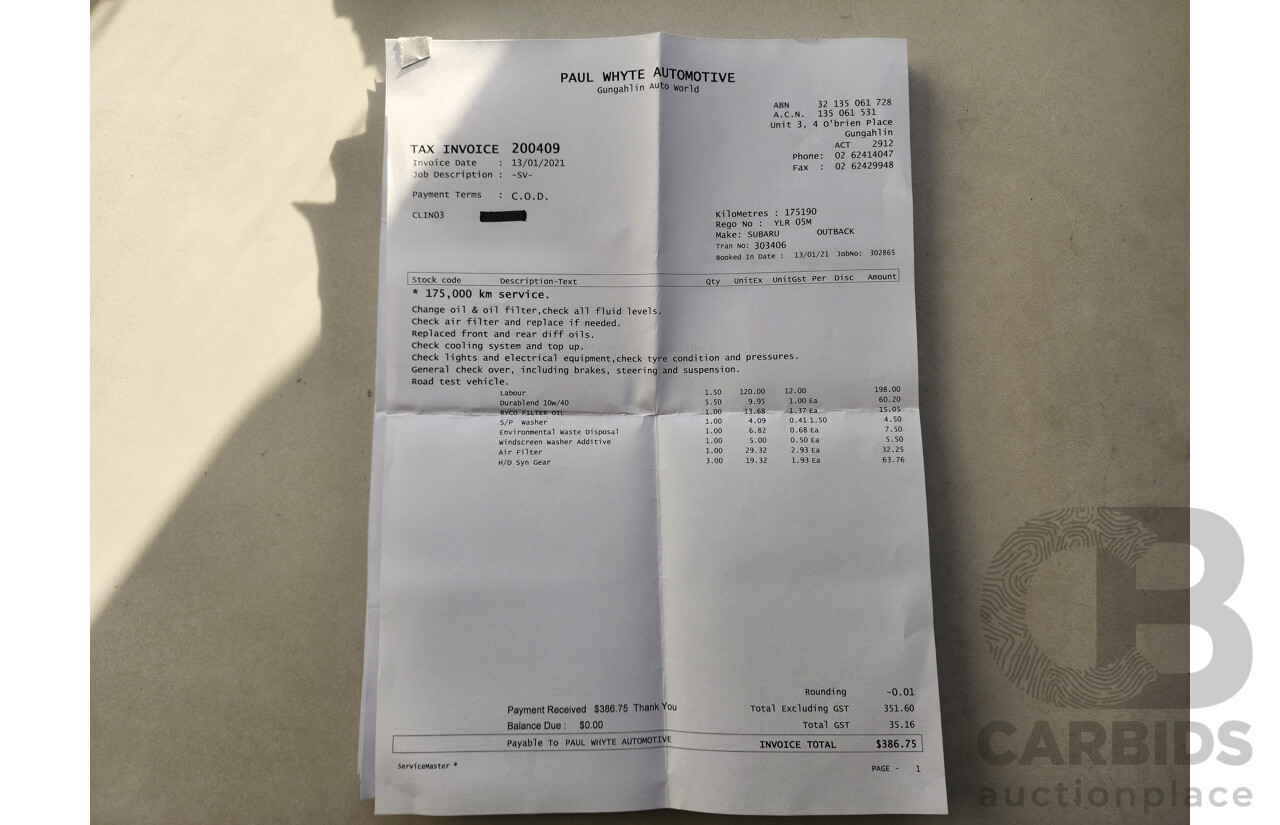 PAUL WHYTE AUTOMOTIVE
Gungahlin Auto World
ABN 32 135 061 728
A.C.N. 135 061 531
Unit 3, 4 O'brien Place
Gungahlin
ACT 2912
Phone: 02 62414047
Fax : 02 62429948
TAX INVOICE 200409
Invoice Date : 13/01/2021
Job Description : -SV-
Payment Terms : C.O.D.
CLIN03
KiloMetres : 175190
Rego No : YLR 05M
Make: SUBARU OUTBACK
Tran No: 303406
Booked In Date : 13/01/21 JobNo: 302865
Stock code Description-Text Qty UnitEx UnitGst Per Disc Amount
* 175,000 km service.
Change oil & oil filter,check all fluid levels.
Check air filter and replace if needed.
Replaced front and rear diff oils.
Check cooling system and top up.
Check lights and electrical equipment,check tyre condition and pressures.
General check over, including brakes, steering and suspension.
Road test vehicle.
Labour 1.50 120.00 12.00 198.00
Durablend 10w/40 5.50 9.95 1.00 Ea 60.20
RYCO FILTER OIL 1.00 13.68 1.37 Ea 15.05
S/P Washer 1.00 4.09 0.41 1.50 4.50
Environmental Waste Disposal 1.00 6.82 0.68 Ea 7.50
Windscreen Washer Additive 1.00 5.00 0.50 Ea 5.50
Air Filter 1.00 29.32 2.93 Ea 32.25
H/D Syn Gear 3.00 19.32 1.93 Ea 63.76
Rounding -0.01
Payment Received $386.75 Thank You Total Excluding GST 351.60
Balance Due : $0.00 Total GST 35.16
Payable To PAUL WHYTE AUTOMOTIVE INVOICE TOTAL $386.75
ServiceMaster * PAGE - 1
CB
CARBIDS
auctionplace